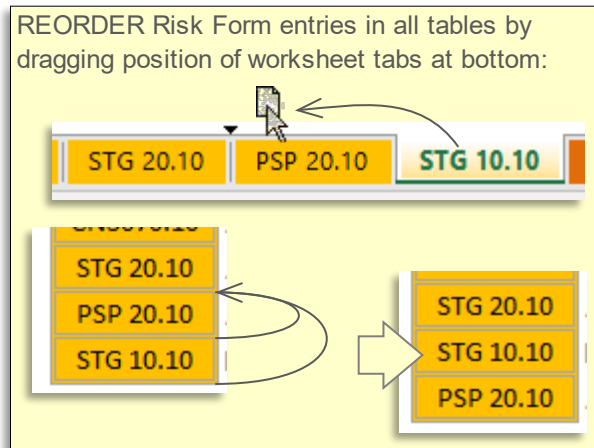 REORDER Risk Form entries in all tables by
dragging position of worksheet tabs at bottom:
STG 20.10 PSP 20.10 STG 10.10
STG 20.10
PSP 20.10
STG 10.10
STG 20.10
STG 10.10
PSP 20.10